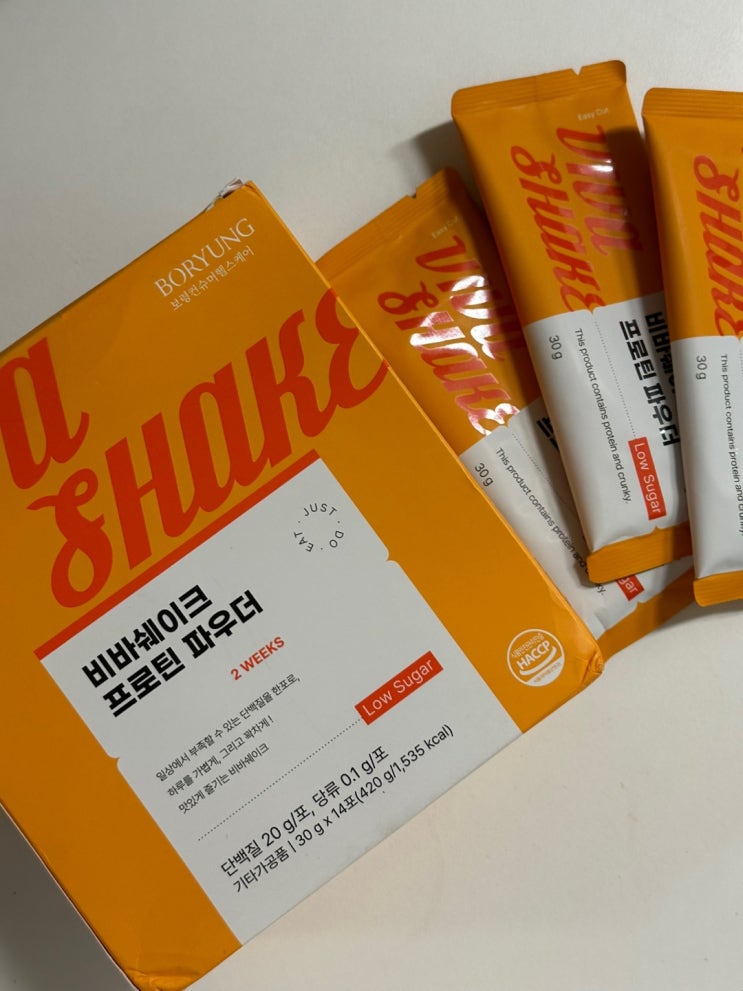 BORYUNG
보령컨슈머헬스케어
a
SHAKE
EAT · JUST · DO ·
비바쉐이크
프로틴 파우더
2 WEEKS
일상에서 부족할 수 있는 단백질을 한포로,
하루를 가볍게, 그리고 꽉차게 !
맛있게 즐기는 비바쉐이크
Low Sugar
단백질 20 g/포, 당류 0.1 g/포
기타가공품 | 30 g x 14포(420 g/1,535 kcal)
HACCP
Easy Cut
VIVA
SHAKE
30 g
This product contains protein and
crunky.
Easy Cut
VIVA
SHAKE
30 g
This product contains protein and crunky.
비바쉐
프로틴 파우더
Low Sugar
SHAKE
30 g
This product contains protein and